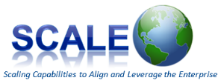 SCALE
Scaling Capabilities to Align and Leverage the Enterprise